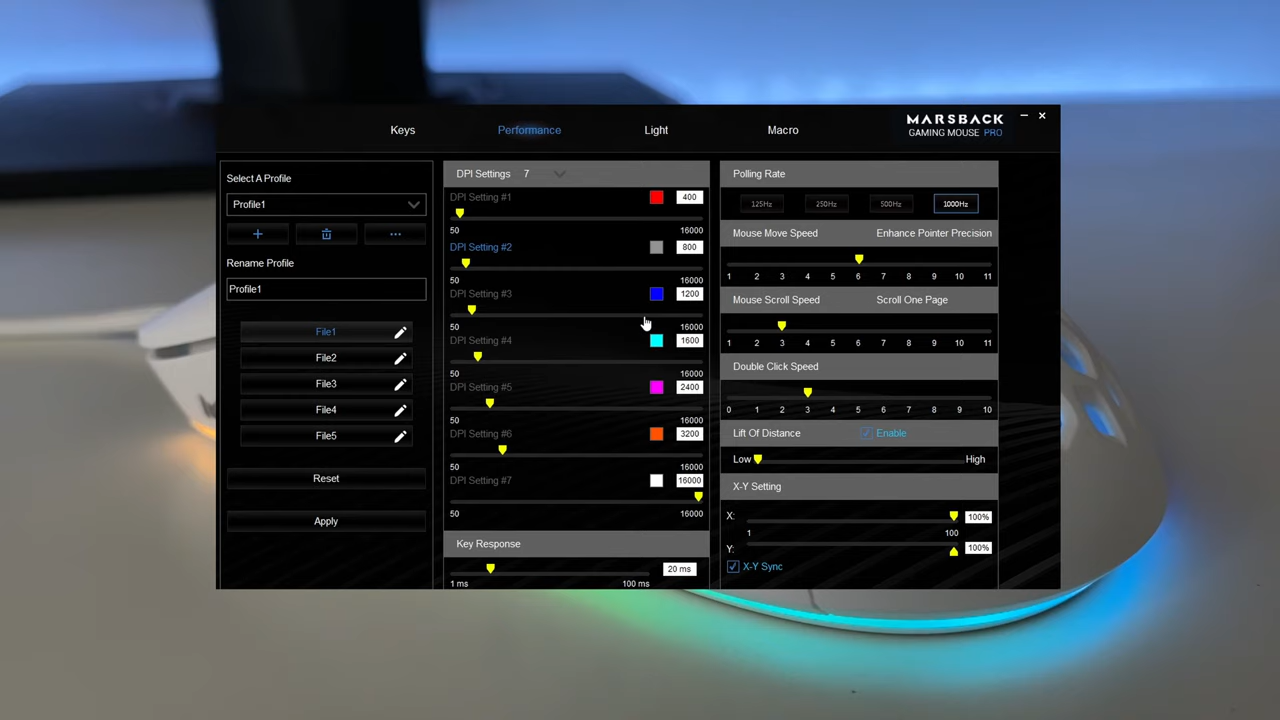 MARSBACK
GAMING MOUSE PRO
Keys
Performance
Light
Macro
Select A Profile
Profile1
Rename Profile
Profile1
File1
File2
File3
File4
File5
Reset
Apply
DPI Settings 7
DPI Setting #1 400
50 16000
DPI Setting #2 800
50 16000
DPI Setting #3 1200
50 16000
DPI Setting #4 1600
50 16000
DPI Setting #5 2400
50 16000
DPI Setting #6 3200
50 16000
DPI Setting #7 16000
50 16000
Key Response
20 ms
1 ms 100 ms
Polling Rate
125Hz 250Hz 500Hz 1000Hz
Mouse Move Speed Enhance Pointer Precision
1 2 3 4 5 6 7 8 9 10 11
Mouse Scroll Speed Scroll One Page
1 2 3 4 5 6 7 8 9 10 11
Double Click Speed
0 1 2 3 4 5 6 7 8 9 10
Lift Of Distance Enable
Low High
X-Y Setting
X: 100%
1 100
Y: 100%
X-Y Sync